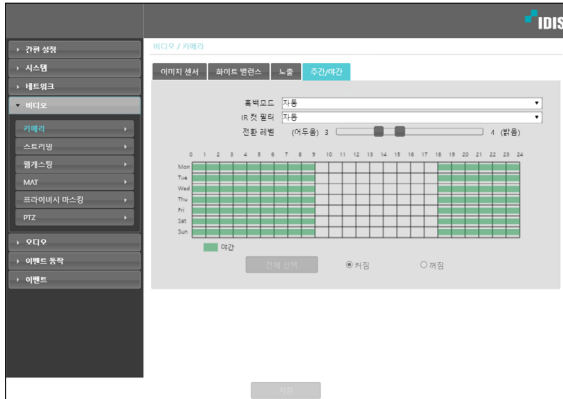 IDIS
비디오 / 카메라
간편 설정
시스템
네트워크
비디오
카메라
스트리밍
웹캐스팅
MAT
프라이버시 마스킹
PTZ
오디오
이벤트 동작
이벤트
이미지 센서 화이트 밸런스 노출 주간/야간
흑백모드 자동
IR 컷 필터 자동
전환 레벨 (어두움) 3 4 (밝음)
0 1 2 3 4 5 6 7 8 9 10 11 12 13 14 15 16 17 18 19 20 21 22 23 24
Mon
Tue
Wed
Thu
Fri
Sat
Sun
야간
전체 선택 켜짐 꺼짐
저장